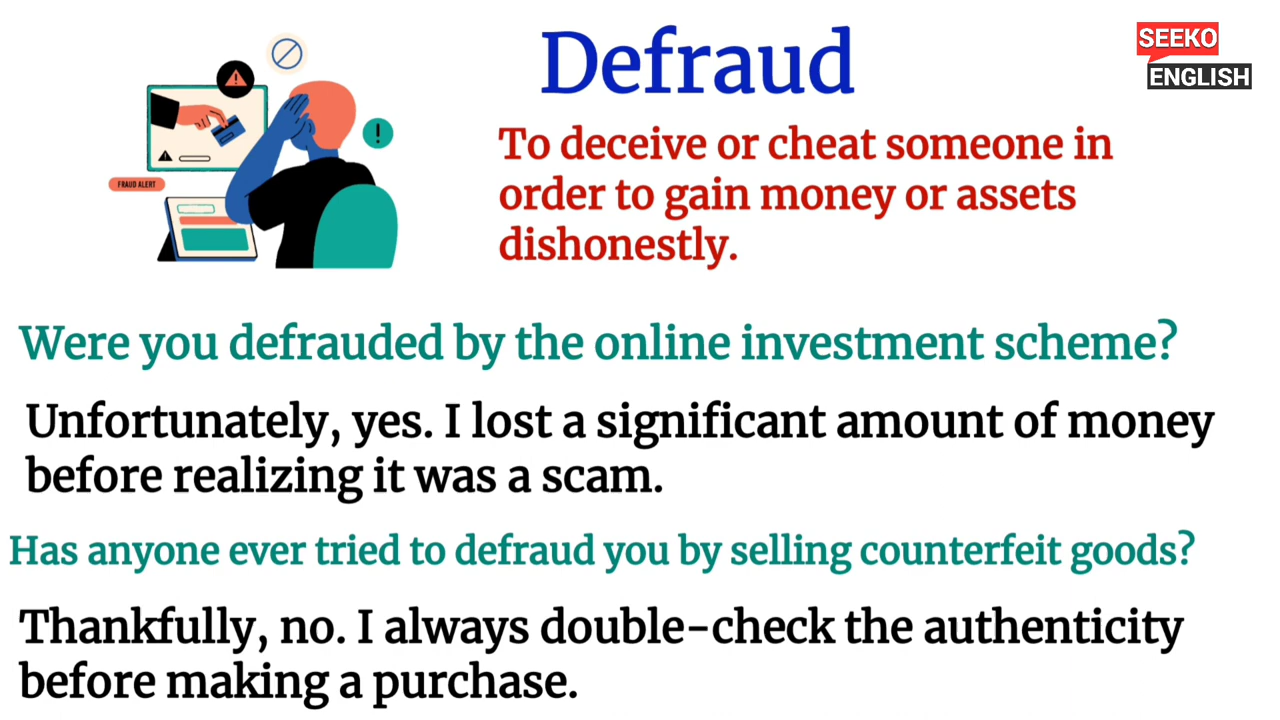 SEEKO
ENGLISH
Defraud
To deceive or cheat someone in
order to gain money or assets
dishonestly.
FRAUD ALERT
Were you defrauded by the online investment scheme?
Unfortunately, yes. I lost a significant amount of money
before realizing it was a scam.
Has anyone ever tried to defraud you by selling counterfeit goods?
Thankfully, no. I always double-check the authenticity
before making a purchase.